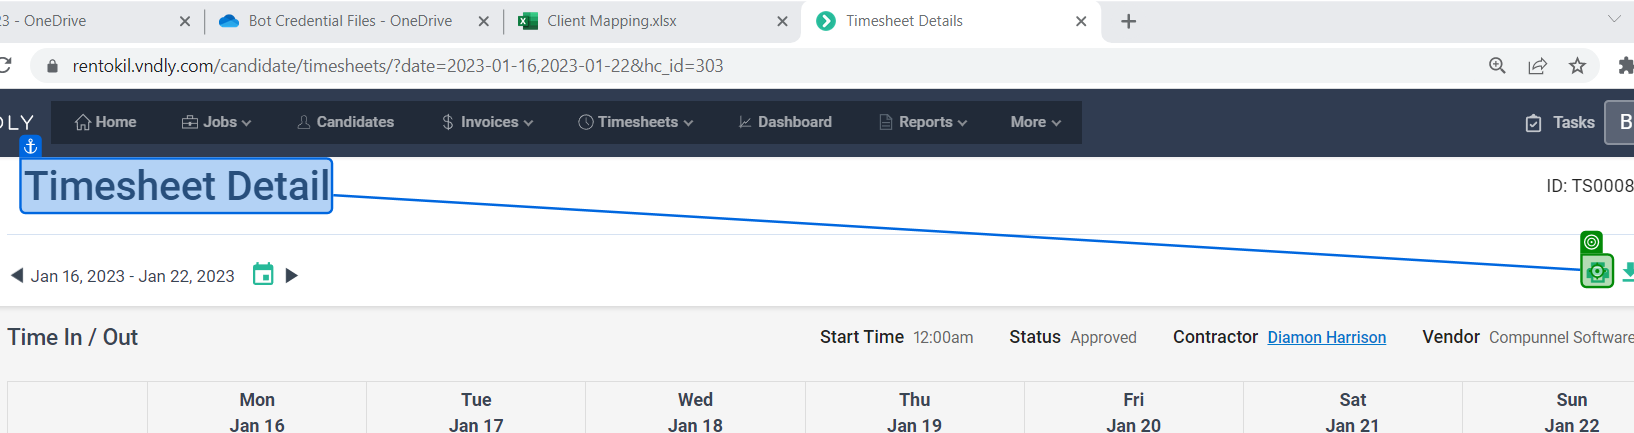 23 - OneDrive
Bot Credential Files - OneDrive
Client Mapping.xlsx
Timesheet Details
rentokil.vndly.com/candidate/timesheets/?date=2023-01-16,2023-01-22&hc_id=303
DLY
Home
Jobs
Candidates
$ Invoices
Timesheets
Dashboard
Reports
More
Tasks
B
Timesheet Detail
ID: TS0008
Jan 16, 2023 - Jan 22, 2023
Time In / Out
Start Time 12:00am
Status Approved
Contractor Diamon Harrison
Vendor Compunnel Software
Mon
Jan 16
Tue
Jan 17
Wed
Jan 18
Thu
Jan 19
Fri
Jan 20
Sat
Jan 21
Sun
Jan 22